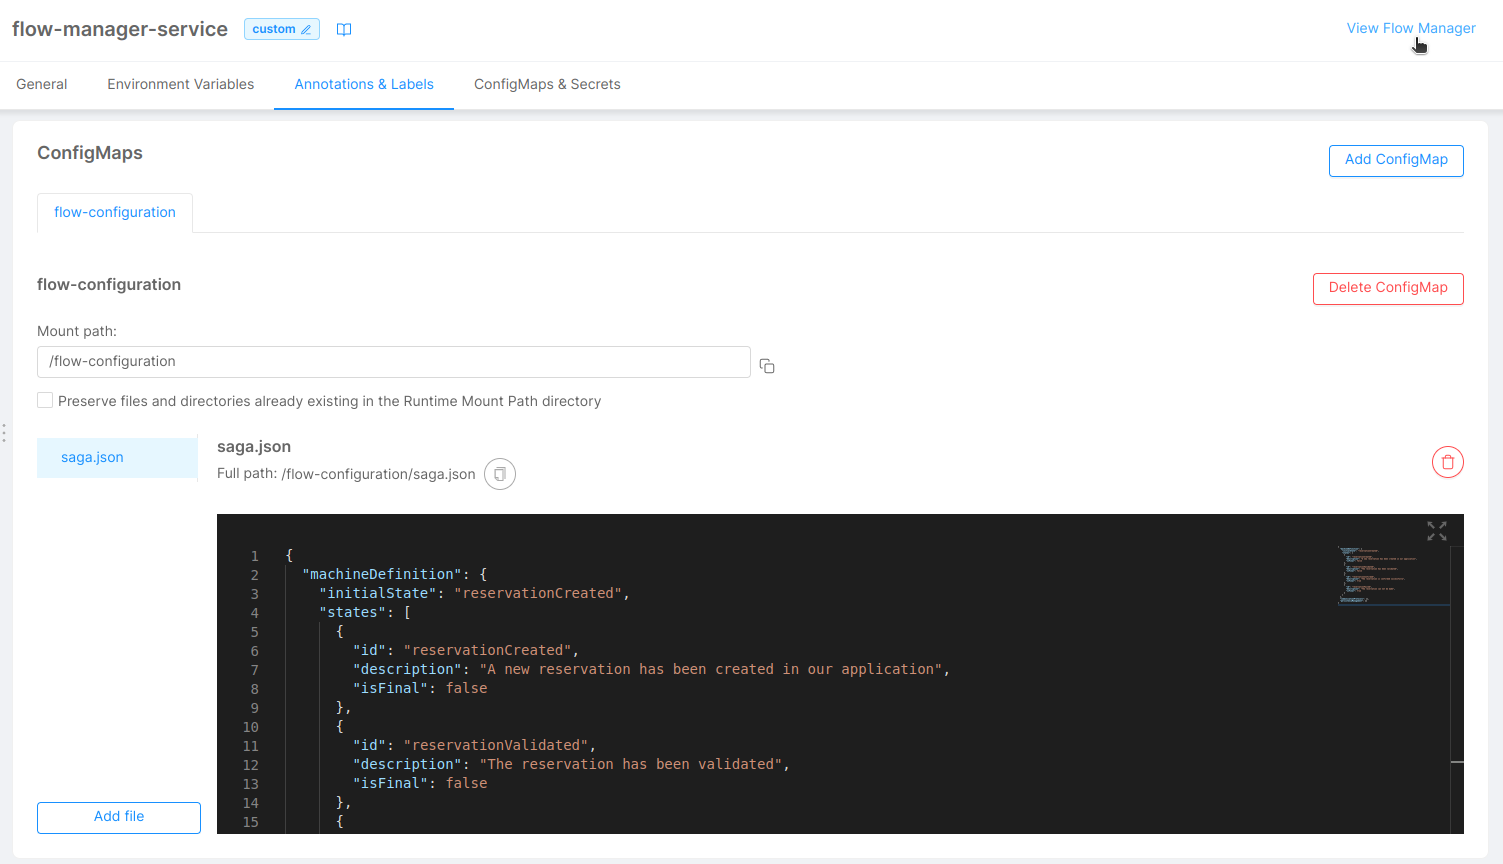 flow-manager-service
custom
View Flow Manager
General
Environment Variables
Annotations & Labels
ConfigMaps & Secrets
ConfigMaps
Add ConfigMap
flow-configuration
flow-configuration
Delete ConfigMap
Mount path:
/flow-configuration
Preserve files and directories already existing in the Runtime Mount Path directory
saga.json
saga.json
Full path: /flow-configuration/saga.json
1 {
2 "machineDefinition": {
3 "initialState": "reservationCreated",
4 "states": [
5 {
6 "id": "reservationCreated",
7 "description": "A new reservation has been created in our application",
8 "isFinal": false
9 },
10 {
11 "id": "reservationValidated",
12 "description": "The reservation has been validated",
13 "isFinal": false
14 },
15 {
Add file